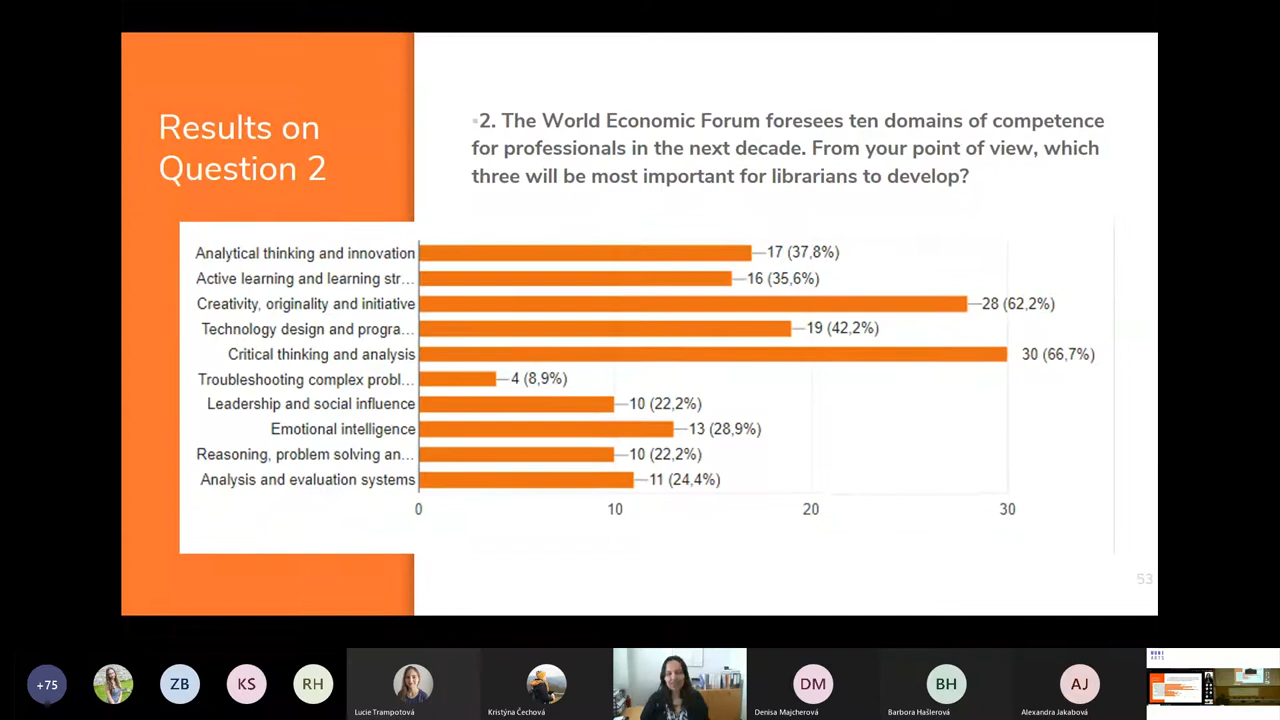 Results on
Question 2
2. The World Economic Forum foresees ten domains of competence
for professionals in the next decade. From your point of view, which
three will be most important for librarians to develop?
Analytical thinking and innovation 17 (37,8%)
Active learning and learning str... 16 (35,6%)
Creativity, originality and initiative 28 (62,2%)
Technology design and progra... 19 (42,2%)
Critical thinking and analysis 30 (66,7%)
Troubleshooting complex probl... 4 (8,9%)
Leadership and social influence 10 (22,2%)
Emotional intelligence 13 (28,9%)
Reasoning, problem solving an... 10 (22,2%)
Analysis and evaluation systems 11 (24,4%)
0 10 20 30
53
+75 ZB KS RH DM BH AJ
Lucie Trampotová Kristýna Čechová Denisa Majcherová Barbora Hašlerová Alexandra Jakabová
MUNI
ARTS